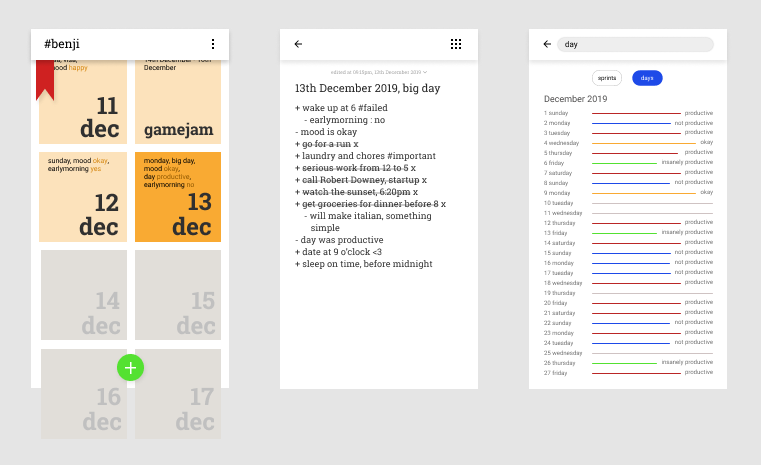 #benji
mood happy
11
dec
December
gamejam
sunday, mood okay,
earlymorning yes
12
dec
monday, big day,
mood okay,
day productive,
earlymorning no
13
dec
14
dec
15
dec
16
dec
17
dec
edited at 09:18pm, 12th December 2019
13th December 2019, big day
+ wake up at 6 #failed
- earlymorning : no
- mood is okay
+ go for a run x
+ laundry and chores #important
+ serious work from 12 to 5 x
+ call Robert Downey, startup x
+ watch the sunset, 6:20pm x
+ get groceries for dinner before 8 x
- will make italian, something
simple
- day was productive
+ date at 9 o'clock <3
+ sleep on time, before midnight
day
sprints
days
December 2019
1 sunday productive
2 monday not productive
3 tuesday productive
4 wednesday okay
5 thursday productive
6 friday insanely productive
7 saturday productive
8 sunday not productive
9 monday okay
10 tuesday
11 wednesday
12 thursday productive
13 friday insanely productive
14 saturday productive
15 sunday not productive
16 monday not productive
17 tuesday not productive
18 wednesday productive
19 thursday
20 friday productive
21 saturday productive
22 sunday not productive
23 monday productive
24 tuesday not productive
25 wednesday
26 thursday insanely productive
27 friday productive